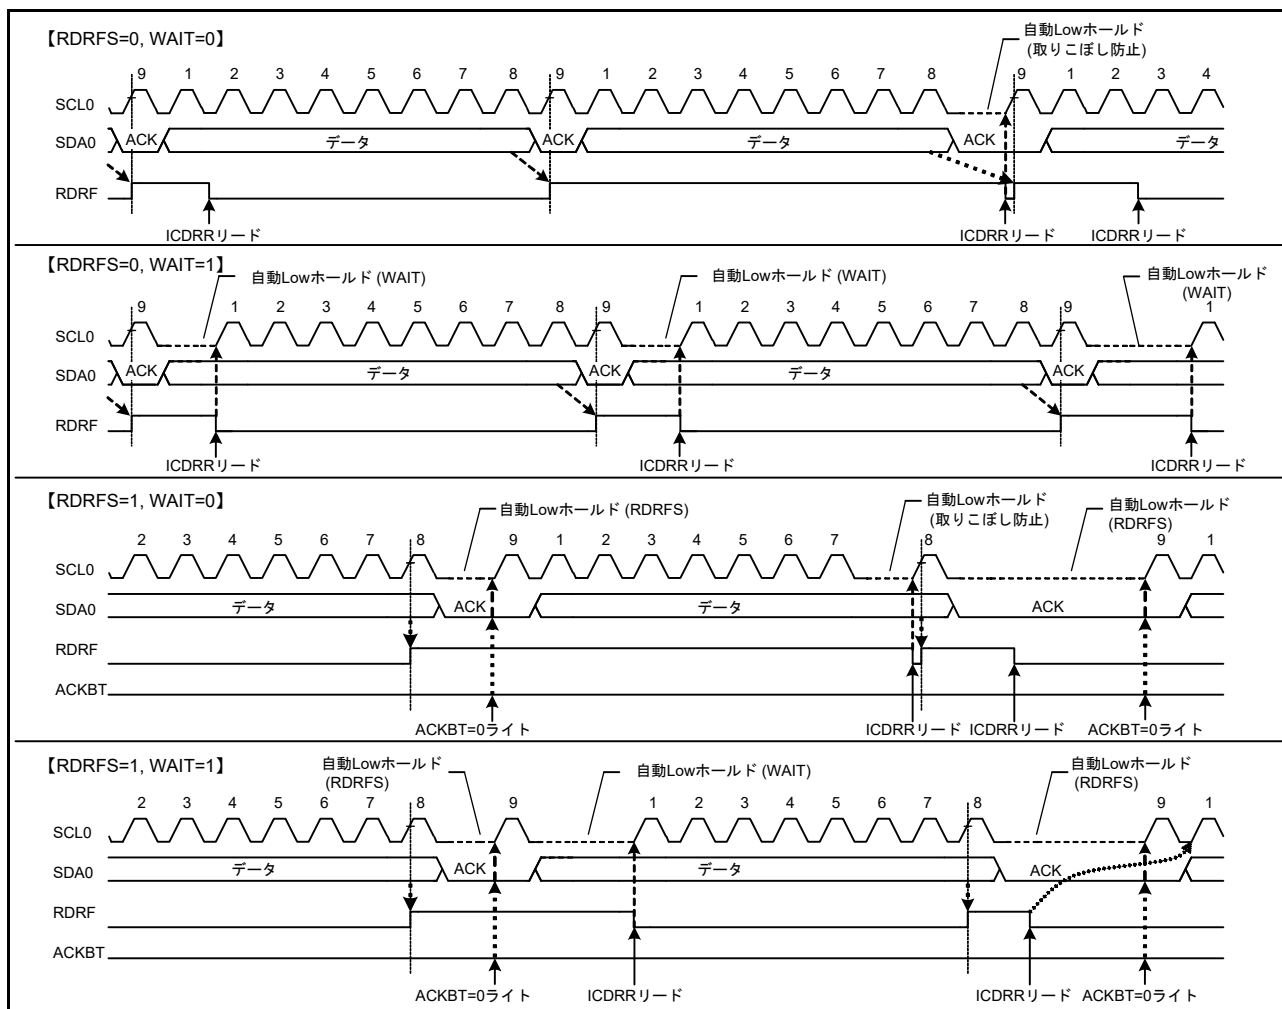 【RDRFS=0, WAIT=0】
自動Lowホールド
(取りこぼし防止)
9 1 2 3 4 5 6 7 8 9 1 2 3 4 5 6 7 8 9 1 2 3 4
SCL0
SDA0 ACK データ ACK データ ACK データ
RDRF
ICDRRリード ICDRRリード ICDRRリード
【RDRFS=0, WAIT=1】
自動Lowホールド (WAIT) 自動Lowホールド (WAIT) 自動Lowホールド
(WAIT)
9 1 2 3 4 5 6 7 8 9 1 2 3 4 5 6 7 8 9 1
SCL0
SDA0 ACK データ ACK データ ACK
RDRF
ICDRRリード ICDRRリード ICDRRリード
【RDRFS=1, WAIT=0】
自動Lowホールド (RDRFS) 自動Lowホールド
(取りこぼし防止)
自動Lowホールド
(RDRFS)
2 3 4 5 6 7 8 9 1 2 3 4 5 6 7 8 9 1
SCL0
SDA0 データ ACK データ ACK
RDRF
ACKBT
ACKBT=0ライト ICDRRリード ICDRRリード ACKBT=0ライト
【RDRFS=1, WAIT=1】
自動Lowホールド
(RDRFS)
自動Lowホールド (WAIT)
自動Lowホールド
(RDRFS)
2 3 4 5 6 7 8 9 1 2 3 4 5 6 7 8 9 1
SCL0
SDA0 データ ACK データ ACK
RDRF
ACKBT
ACKBT=0ライト ICDRRリード ICDRRリード ACKBT=0ライト